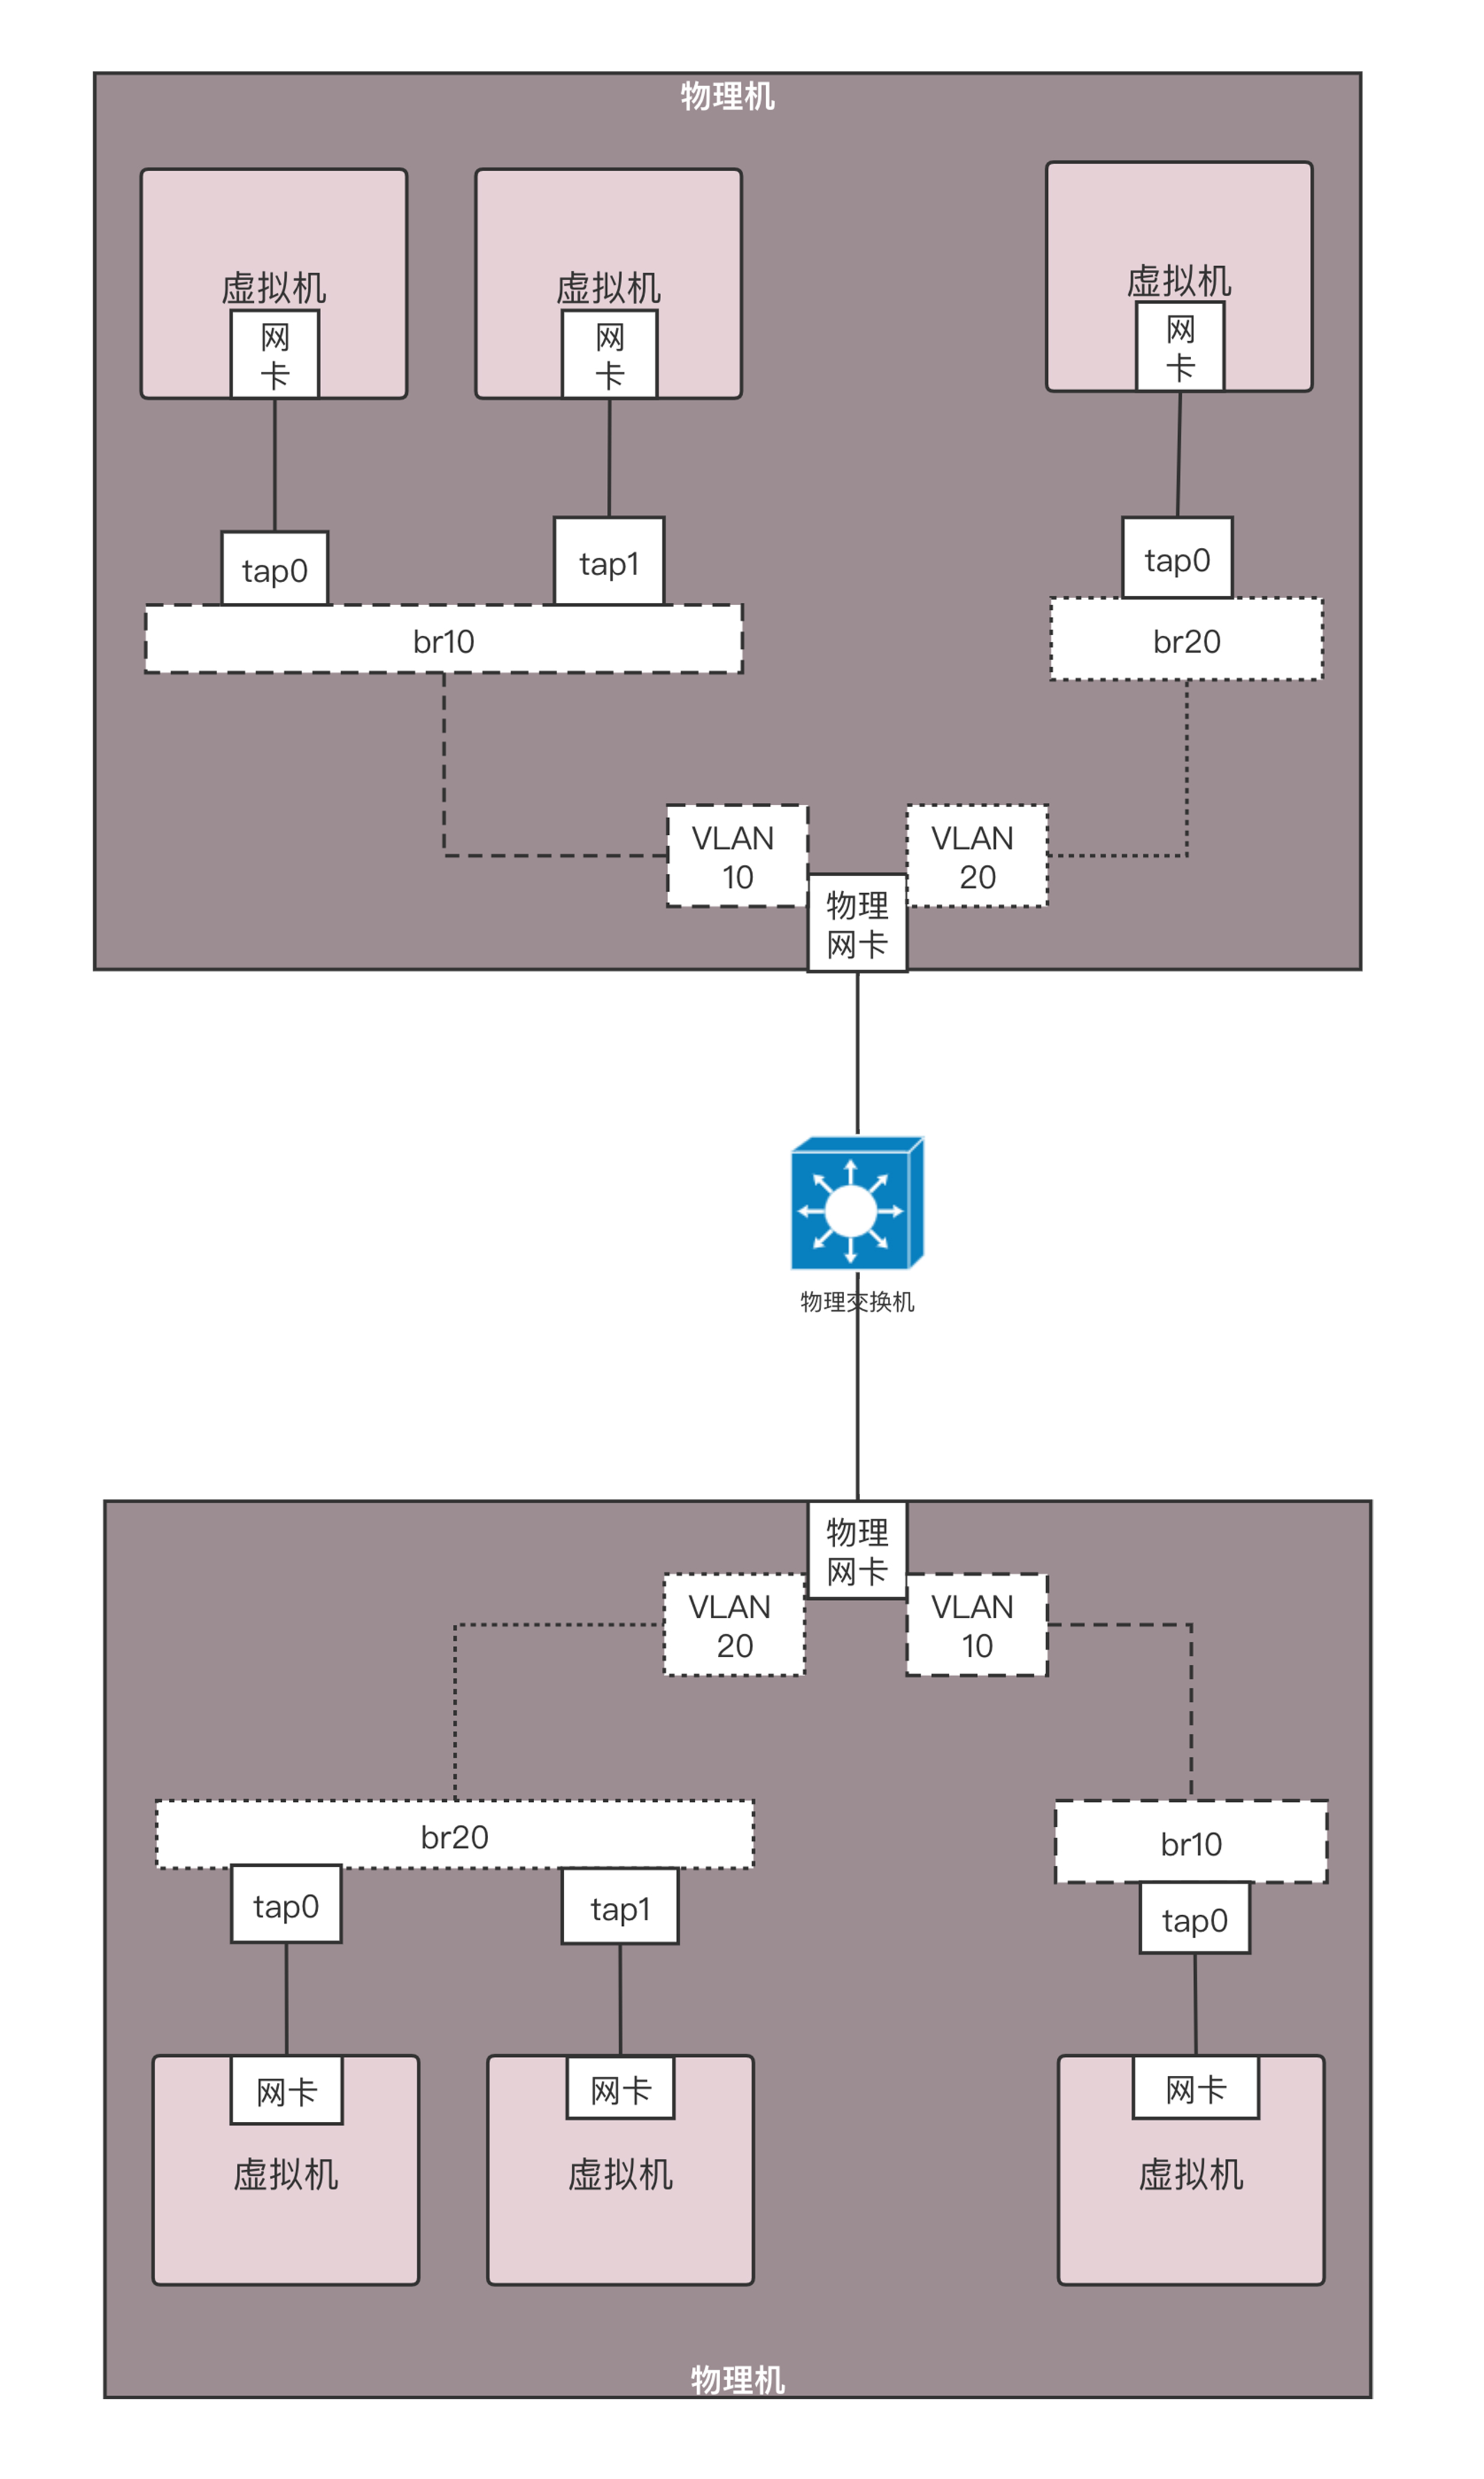 物理机
虚拟机
虚拟机
虚拟机
网
卡
网
卡
网
卡
tap0
tap1
tap0
br10
br20
VLAN
10
VLAN
20
物理
网卡
物理交换机
物理
网卡
VLAN
20
VLAN
10
br20
br10
tap0
tap1
tap0
网卡
网卡
网卡
虚拟机
虚拟机
虚拟机
物理机